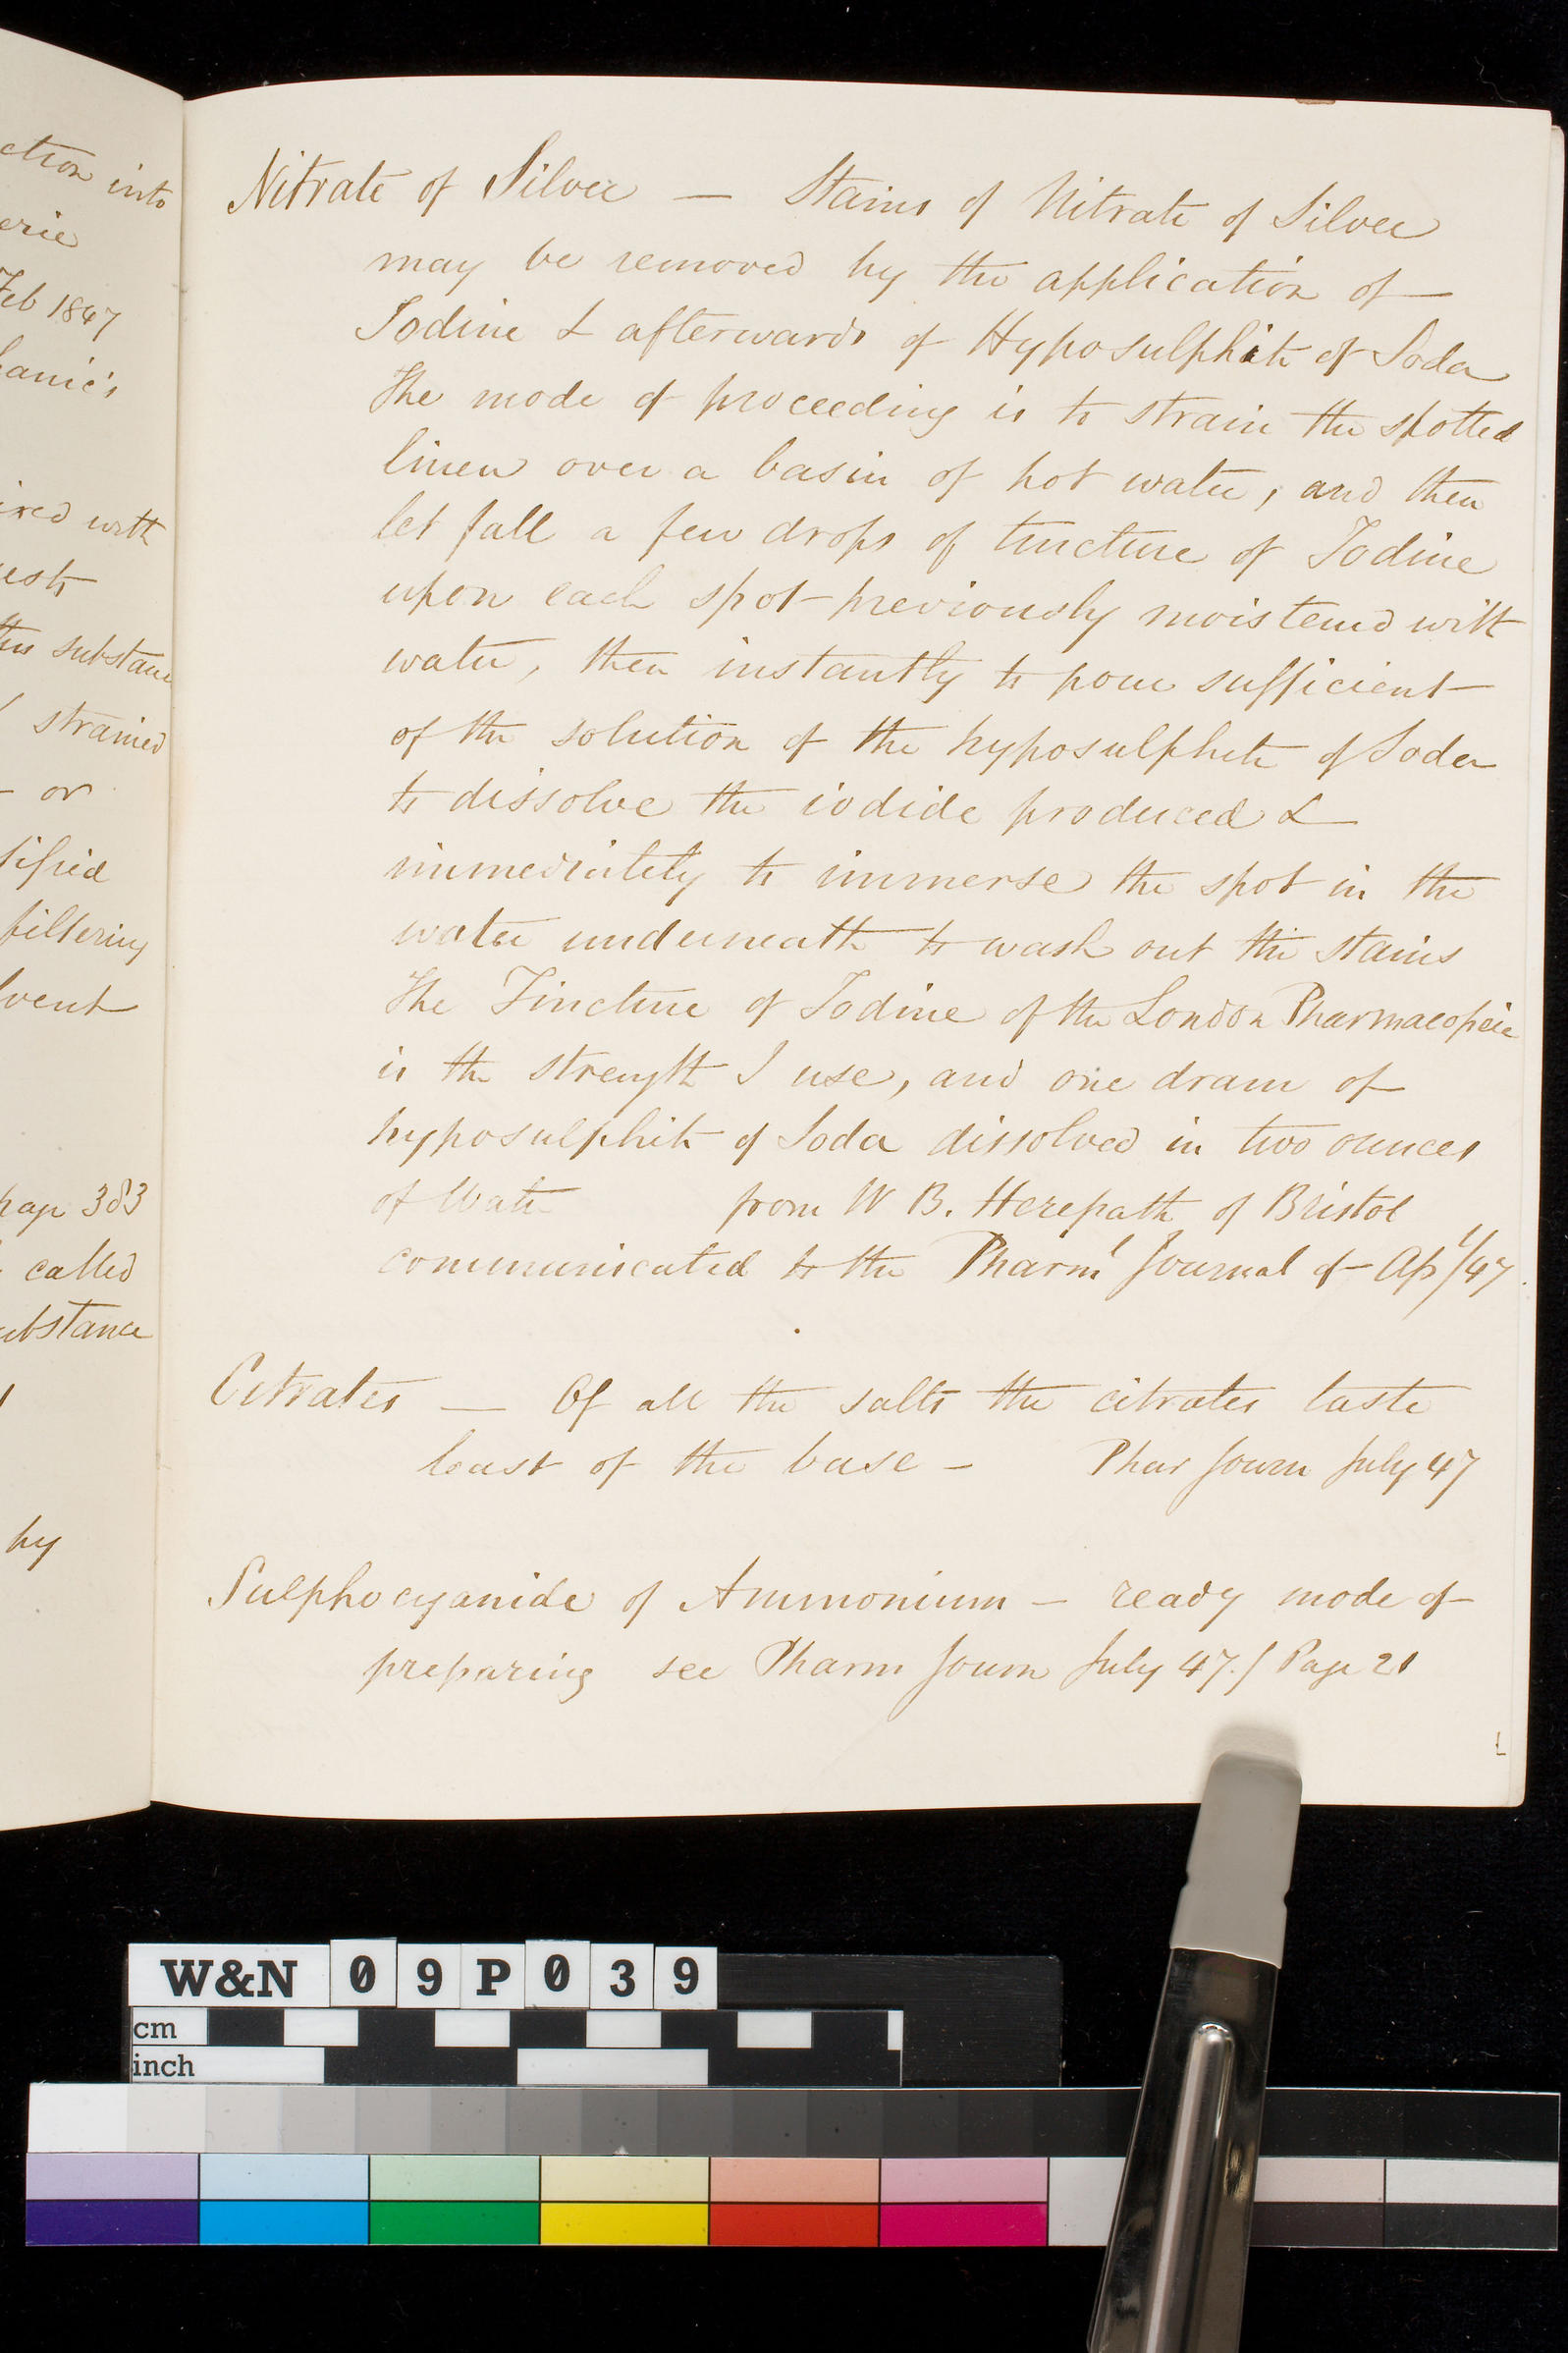 ction into
erie
Feb 1847
hanic's
ired with
this substance
strained
or
filtering
lvent
page 383
called
substance
by
Nitrate of Silver — Stains of Nitrate of Silver
may be removed by the application of
Iodine & afterwards of Hyposulphite of Soda
The mode of proceeding is to strain the spotted
linen over a basin of hot water, and then
let fall a few drops of tincture of Iodine
upon each spot previously moistened with
water, then instantly to pour sufficient
of the solution of the hyposulphite of Soda
to dissolve the iodide produced &
immediately to immerse the spot in the
water underneath to wash out the stains
The Tincture of Iodine of the London Pharmacopeia
is the strength I use, and one dram of
hyposulphite of Soda dissolved in two ounces
of Water from W B. Herepath of Bristol
communicated to the Pharml Journal of Apl/47.
Citrates — Of all the salts the citrates taste
least of the base — Phar Journ July 47
Sulphocyanide of Ammonium — ready mode of
preparing see Pharm Journ July 47./ Page 21
W&N 09P039
cm
inch